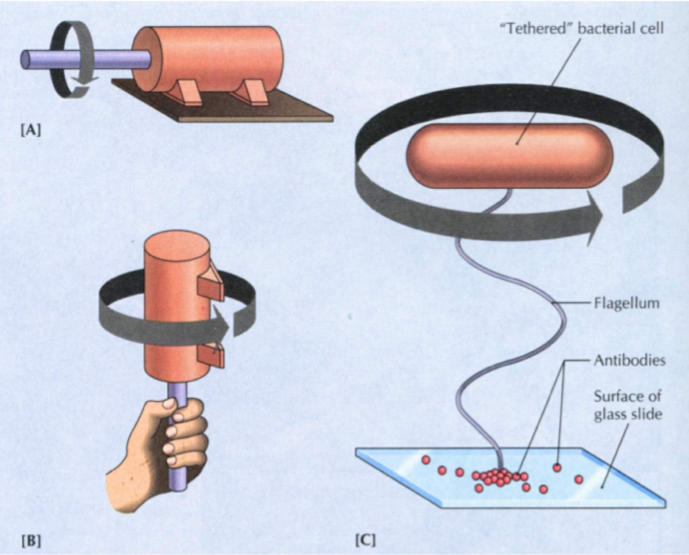 “Tethered” bacterial cell
[A]
Flagellum
Antibodies
Surface of
glass slide
[B]
[C]